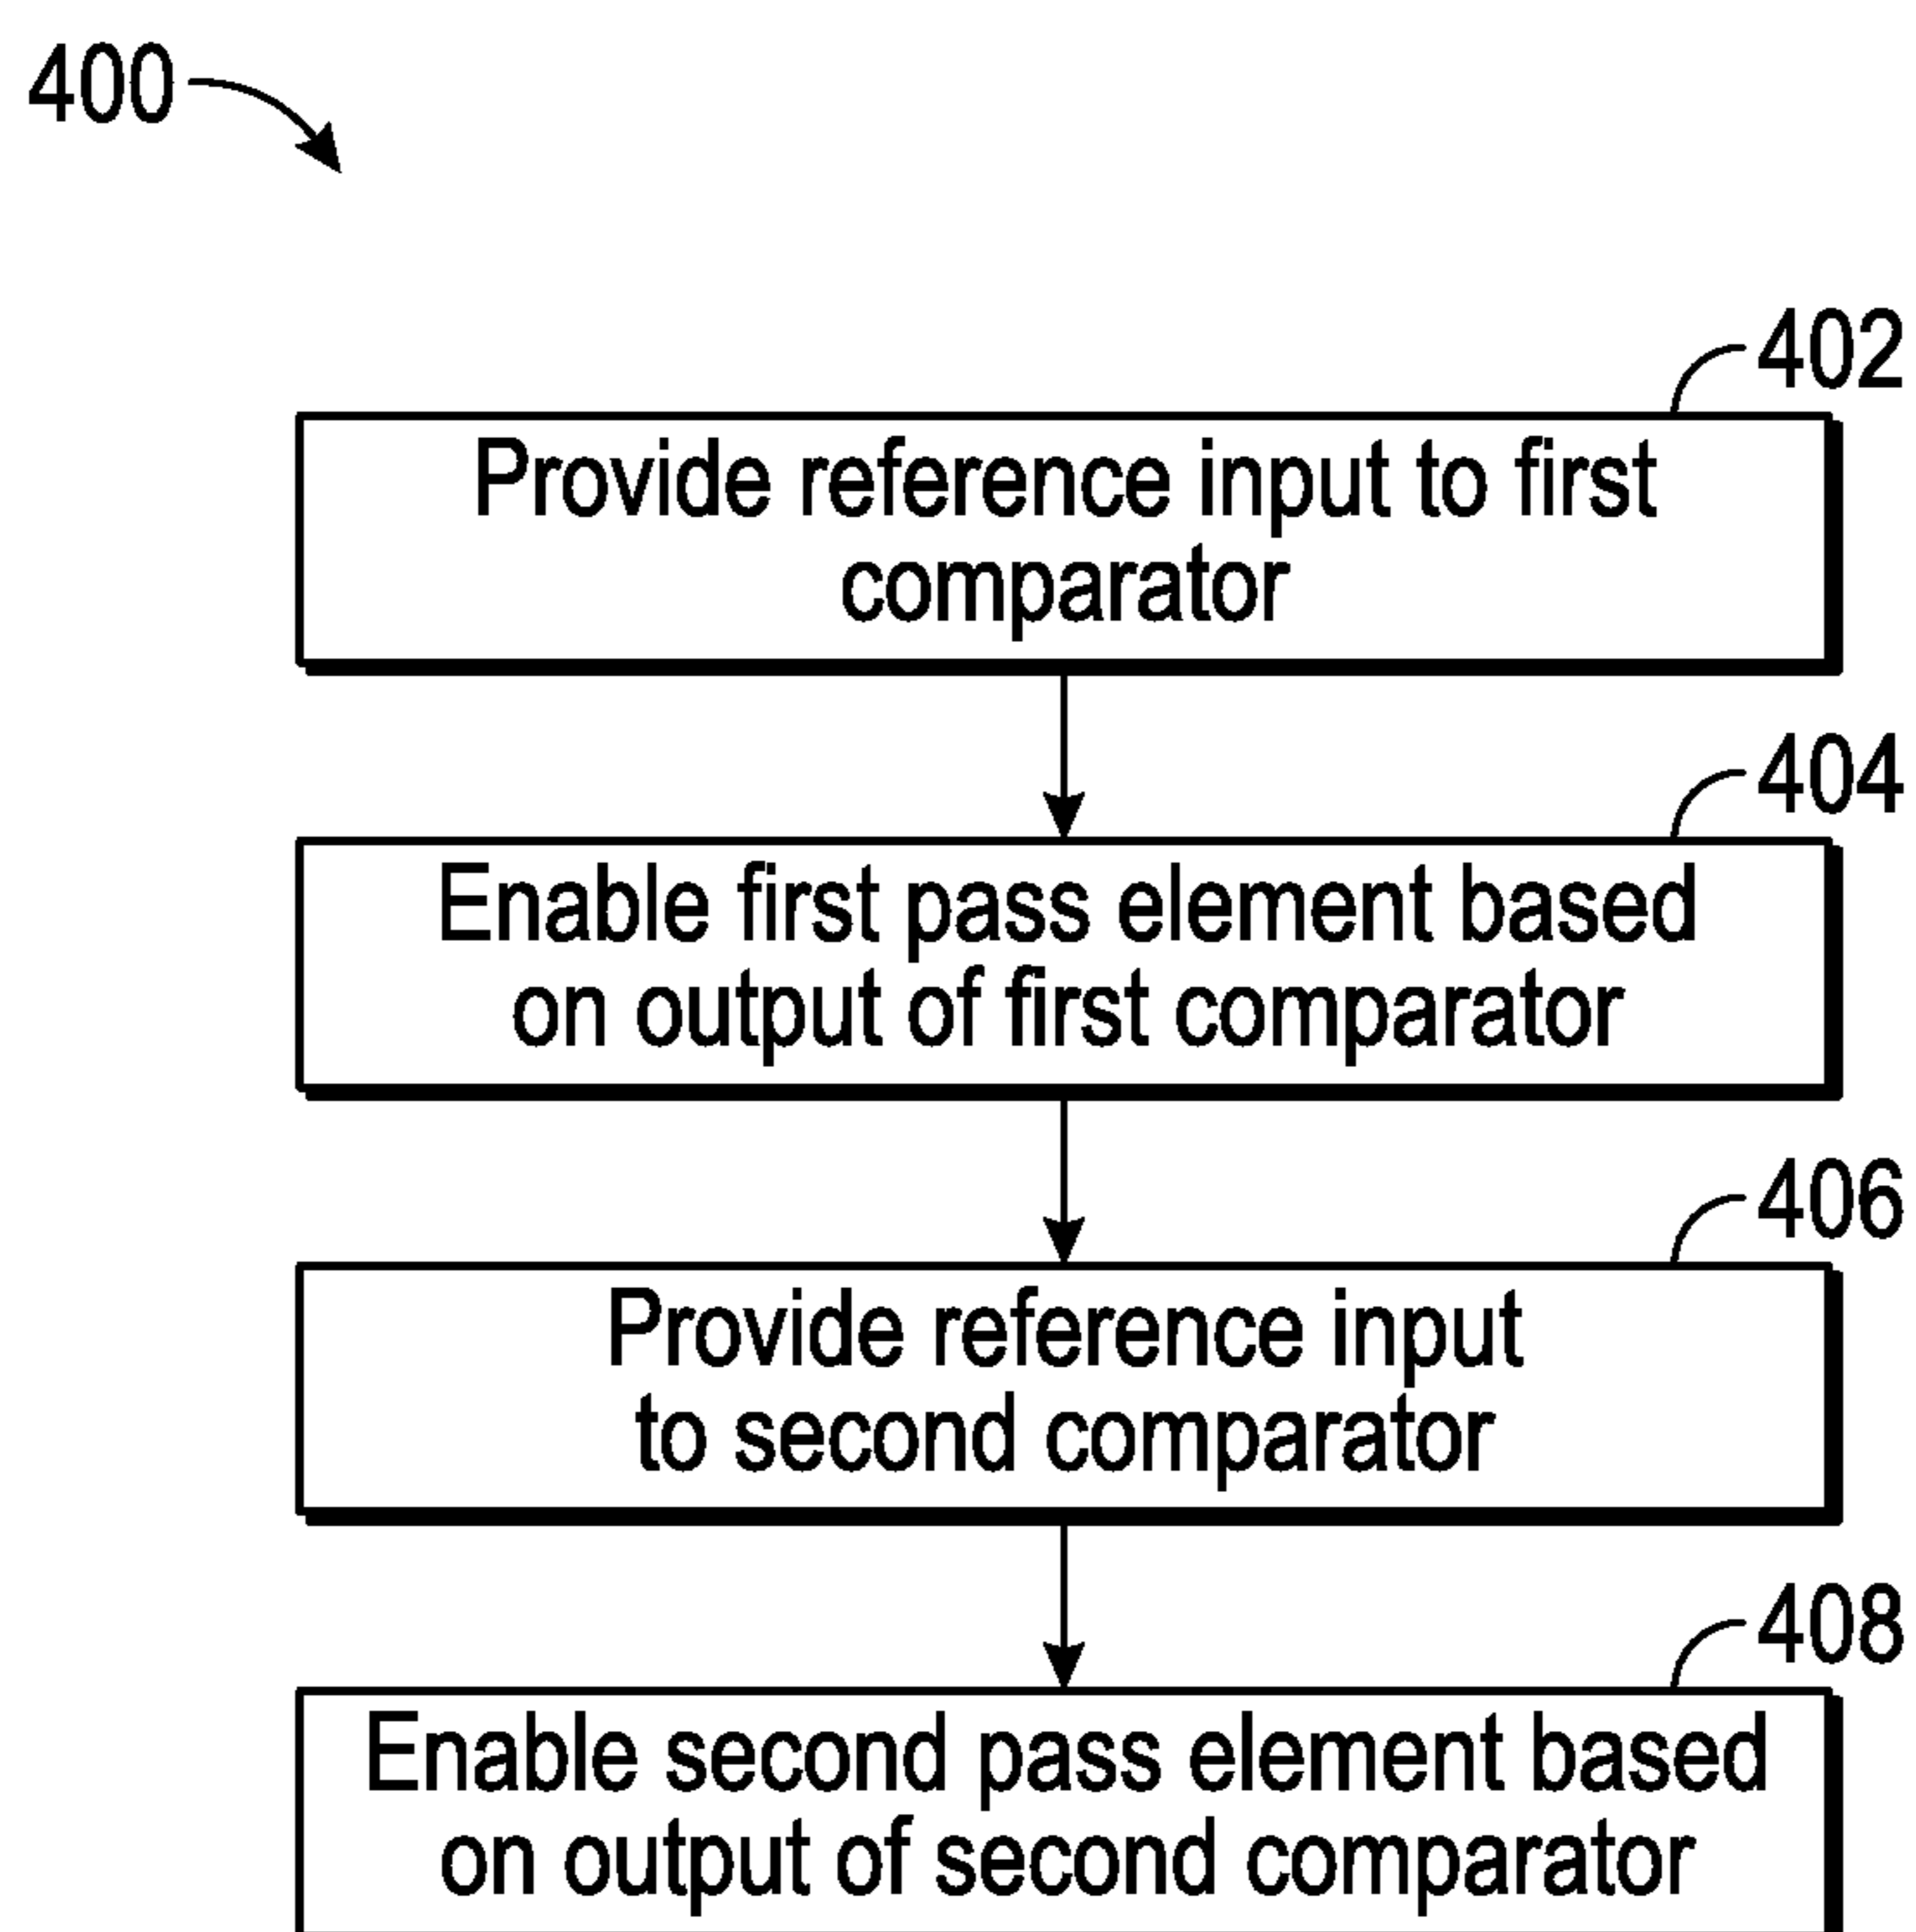 400
402
Provide reference input to first
comparator
404
Enable first pass element based
on output of first comparator
406
Provide reference input
to second comparator
408
Enable second pass element based
on output of second comparator